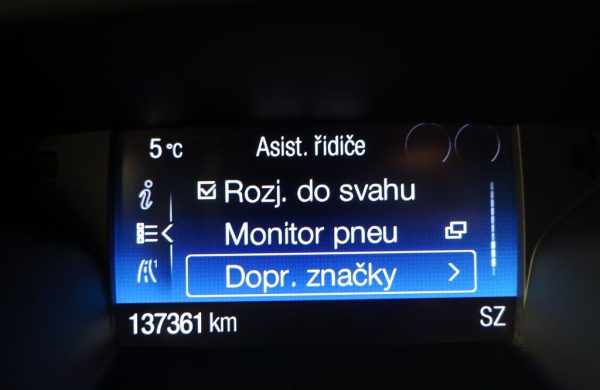 5 °C Asist. řidiče
Rozj. do svahu
Monitor pneu
Dopr. značky
137361 km SZ